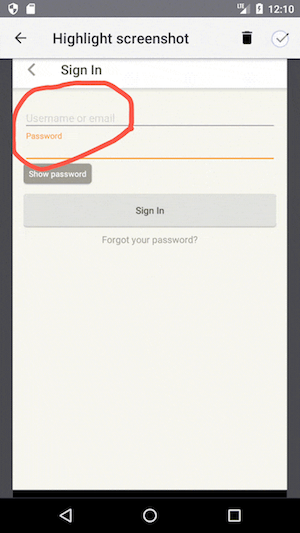 12:10
Highlight screenshot
Sign In
Username or email
Password
Show password
Sign In
Forgot your password?